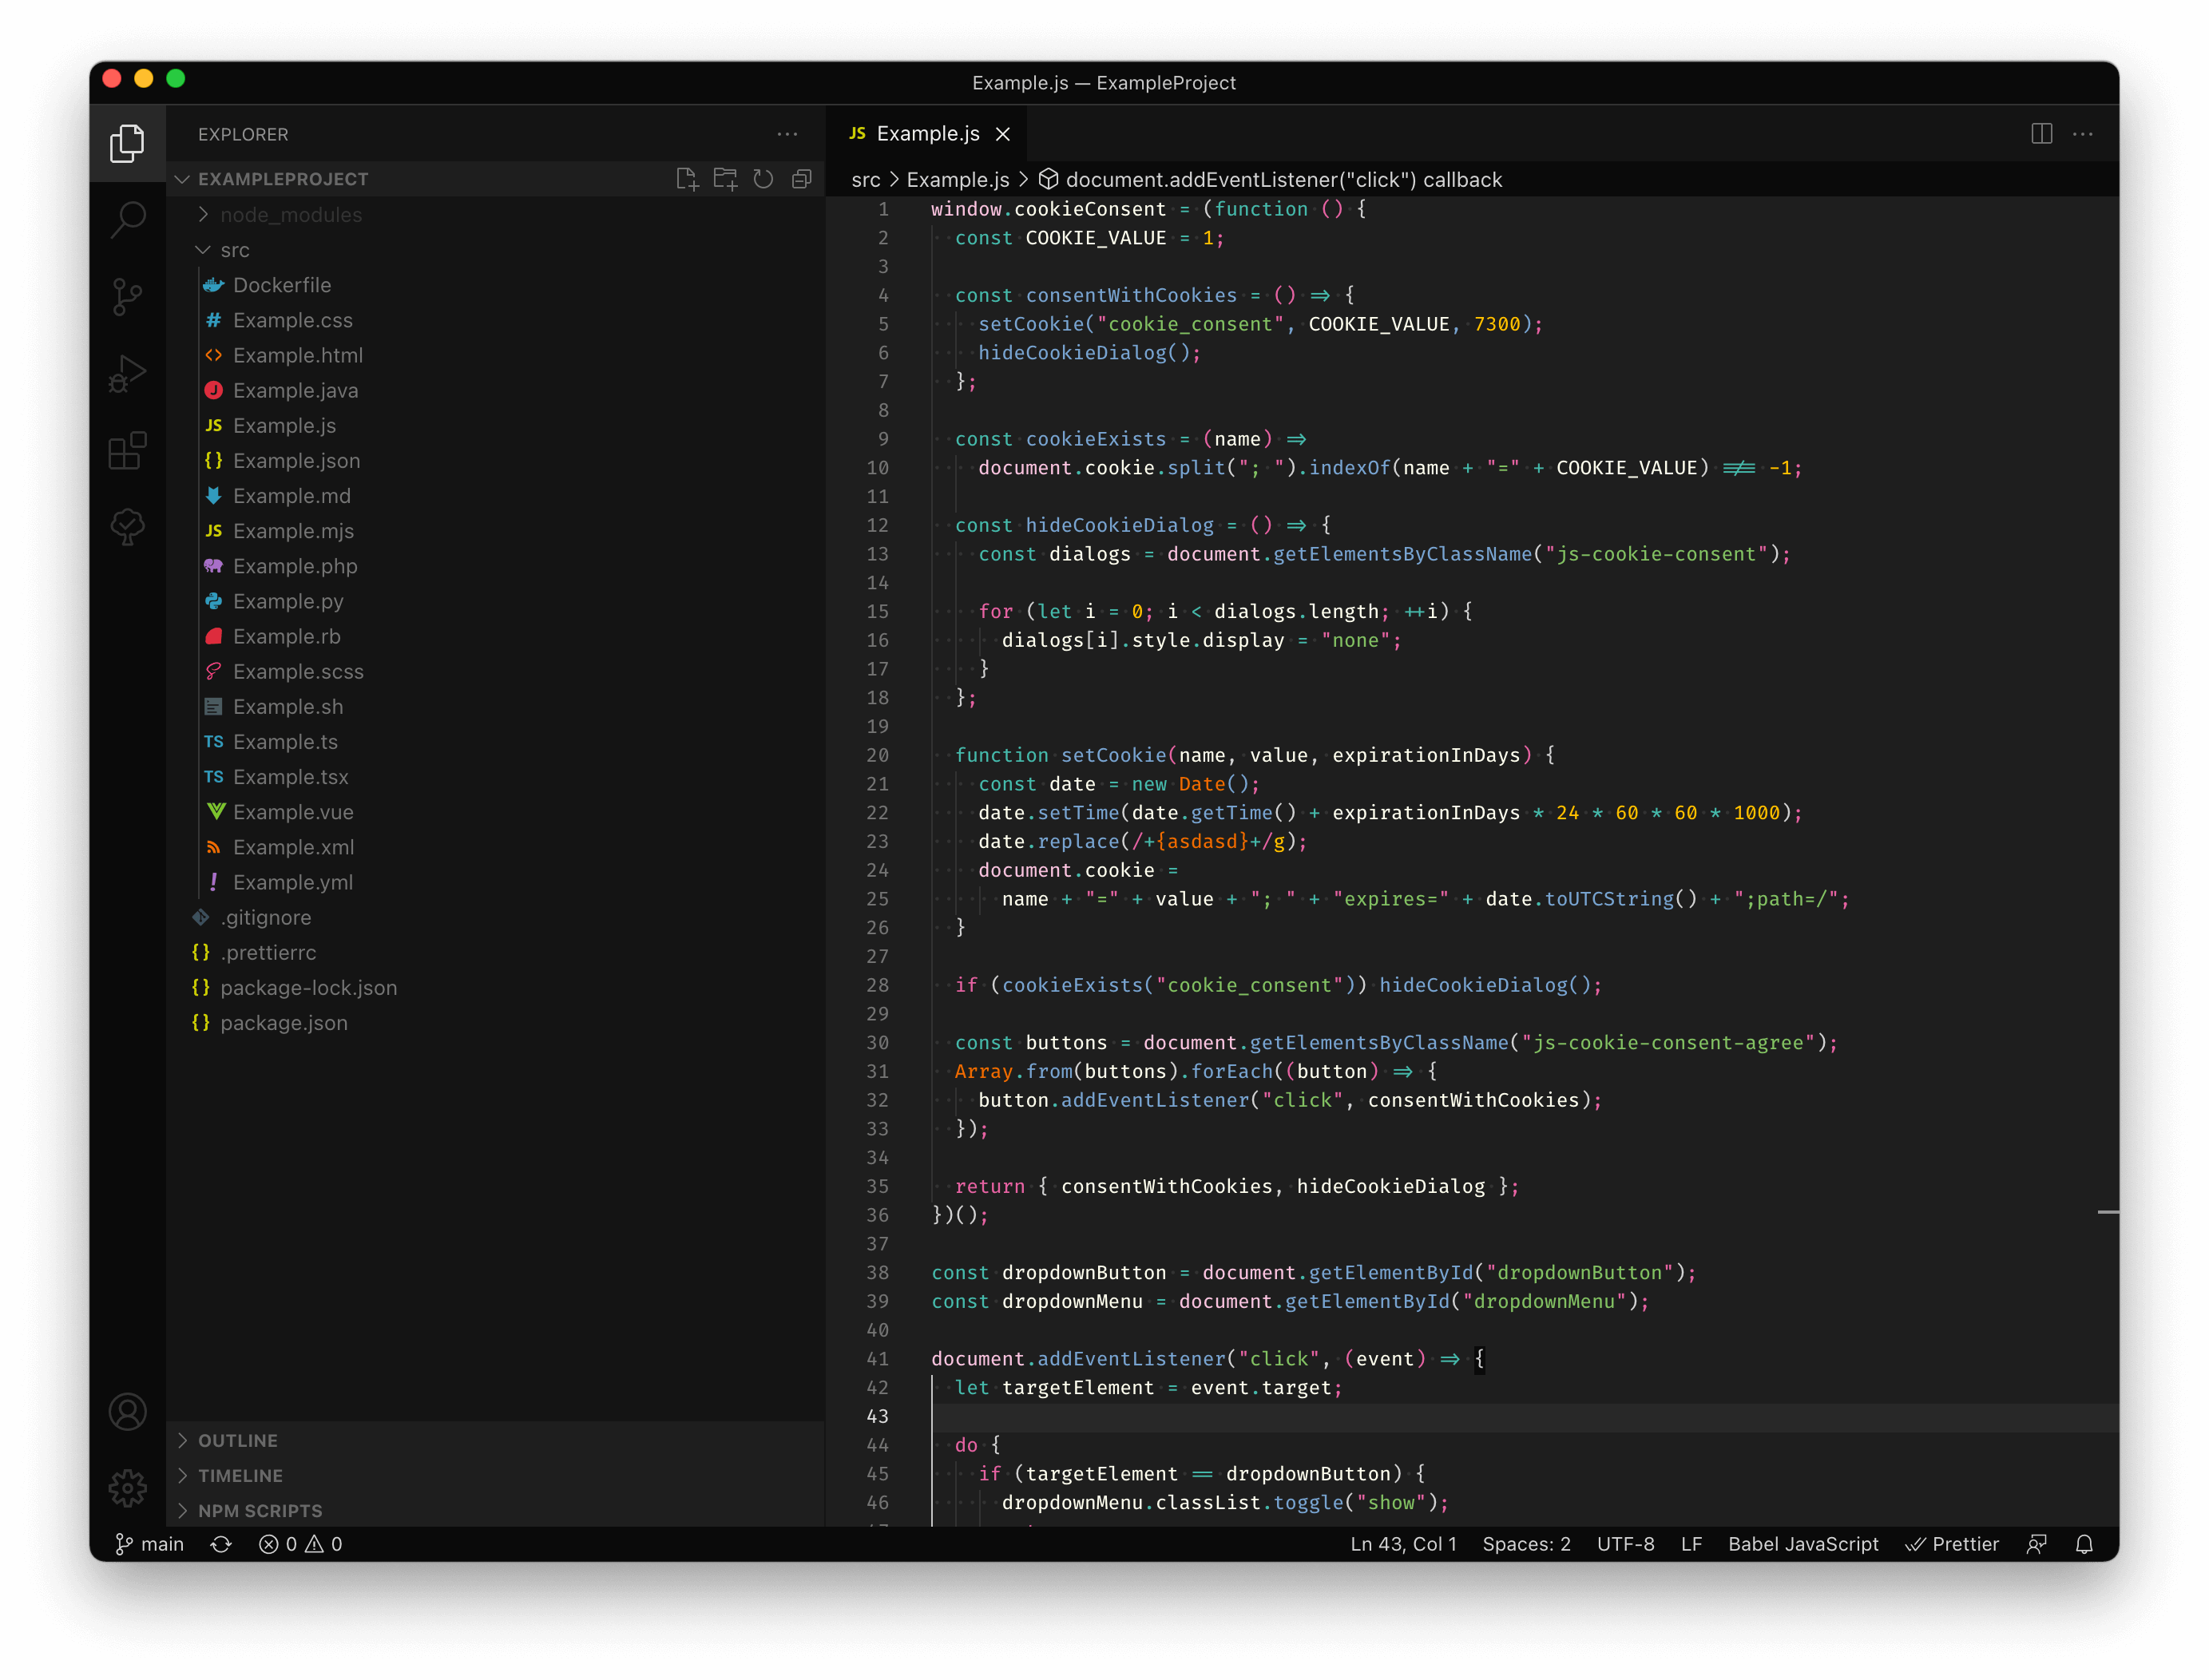 Example.js — ExampleProject
EXPLORER
EXAMPLEPROJECT
node_modules
src
Dockerfile
Example.css
Example.html
Example.java
Example.js
Example.json
Example.md
Example.mjs
Example.php
Example.py
Example.rb
Example.scss
Example.sh
Example.ts
Example.tsx
Example.vue
Example.xml
Example.yml
.gitignore
.prettierrc
package-lock.json
package.json
OUTLINE
TIMELINE
NPM SCRIPTS
JS Example.js
src > Example.js > document.addEventListener("click") callback
1 window.cookieConsent = (function () {
2   const COOKIE_VALUE = 1;
3
4   const consentWithCookies = () => {
5     setCookie("cookie_consent", COOKIE_VALUE, 7300);
6     hideCookieDialog();
7   };
8
9   const cookieExists = (name) =>
10     document.cookie.split("; ").indexOf(name + "=" + COOKIE_VALUE) !== -1;
11
12   const hideCookieDialog = () => {
13     const dialogs = document.getElementsByClassName("js-cookie-consent");
14
15     for (let i = 0; i < dialogs.length; ++i) {
16       dialogs[i].style.display = "none";
17     }
18   };
19
20   function setCookie(name, value, expirationInDays) {
21     const date = new Date();
22     date.setTime(date.getTime() + expirationInDays * 24 * 60 * 60 * 1000);
23     date.replace(/+{asdasd}+/g);
24     document.cookie =
25       name + "=" + value + "; " + "expires=" + date.toUTCString() + ";path=/";
26   }
27
28   if (cookieExists("cookie_consent")) hideCookieDialog();
29
30   const buttons = document.getElementsByClassName("js-cookie-consent-agree");
31   Array.from(buttons).forEach((button) => {
32     button.addEventListener("click", consentWithCookies);
33   });
34
35   return { consentWithCookies, hideCookieDialog };
36 })();
37
38 const dropdownButton = document.getElementById("dropdownButton");
39 const dropdownMenu = document.getElementById("dropdownMenu");
40
41 document.addEventListener("click", (event) => {
42   let targetElement = event.target;
43
44   do {
45     if (targetElement == dropdownButton) {
46       dropdownMenu.classList.toggle("show");
main 0 0 Ln 43, Col 1 Spaces: 2 UTF-8 LF Babel JavaScript Prettier